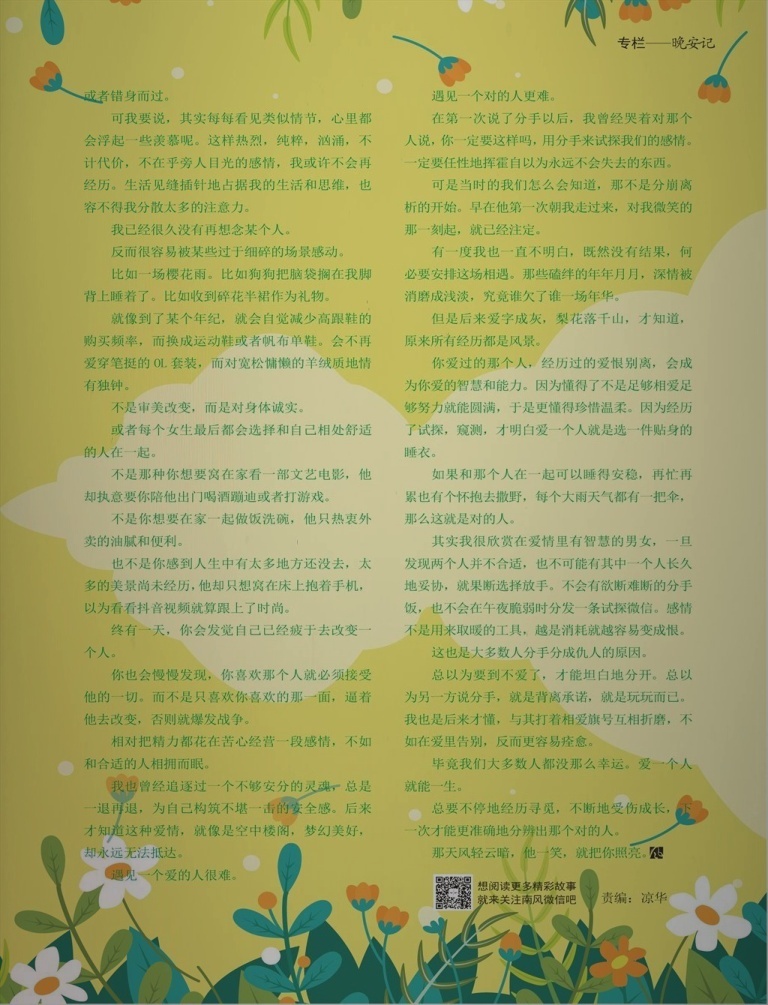 专栏——晚安记
或者错身而过。
可我要说，其实每每看见类似情节，心里都
会浮起一些羡慕呢。这样热烈，纯粹，汹涌，不
计代价，不在乎旁人目光的感情，我或许不会再
经历。生活见缝插针地占据我的生活和思维，也
容不得我分散太多的注意力。
我已经很久没有再想念某个人。
反而很容易被某些过于细碎的场景感动。
比如一场樱花雨。比如狗狗把脑袋搁在我脚
背上睡着了。比如收到碎花半裙作为礼物。
就像到了某个年纪，就会自觉减少高跟鞋的
购买频率，而换成运动鞋或者帆布单鞋。会不再
爱穿笔挺的 OL 套装，而对宽松慵懒的羊绒质地情
有独钟。
不是审美改变，而是对身体诚实。
或者每个女生最后都会选择和自己相处舒适
的人在一起。
不是那种你想要窝在家看一部文艺电影，他
却执意要你陪他出门喝酒蹦迪或者打游戏。
不是你想要在家一起做饭洗碗，他只热衷外
卖的油腻和便利。
也不是你感到人生中有太多地方还没去，太
多的美景尚未经历，他却只想窝在床上抱着手机，
以为看看抖音视频就算跟上了时尚。
终有一天，你会发觉自己已经疲于去改变一
个人。
你也会慢慢发现，你喜欢那个人就必须接受
他的一切。而不是只喜欢你喜欢的那一面，逼着
他去改变，否则就爆发战争。
相对把精力都花在苦心经营一段感情，不如
和合适的人相拥而眠。
我也曾经追逐过一个不够安分的灵魂。总是
一退再退，为自己构筑不堪一击的安全感。后来
才知道这种爱情，就像是空中楼阁，梦幻美好，
却永远无法抵达。
遇见一个爱的人很难。
遇见一个对的人更难。
在第一次说了分手以后，我曾经哭着对那个
人说，你一定要这样吗，用分手来试探我们的感情。
一定要任性地挥霍自以为永远不会失去的东西。
可是当时的我们怎么会知道，那不是分崩离
析的开始。早在他第一次朝我走过来，对我微笑的
那一刻起，就已经注定。
有一度我也一直不明白，既然没有结果，何
必要安排这场相遇。那些磕绊的年年月月，深情被
消磨成浅淡，究竟谁欠了谁一场年华。
但是后来爱字成灰，梨花落千山，才知道，
原来所有经历都是风景。
你爱过的那个人，经历过的爱恨别离，会成
为你爱的智慧和能力。因为懂得了不是足够相爱足
够努力就能圆满，于是更懂得珍惜温柔。因为经历
了试探，窥测，才明白爱一个人就是选一件贴身的
睡衣。
如果和那个人在一起可以睡得安稳，再忙再
累也有个怀抱去撒野，每个大雨天气都有一把伞，
那么这就是对的人。
其实我很欣赏在爱情里有智慧的男女，一旦
发现两个人并不合适，也不可能有其中一个人长久
地妥协，就果断选择放手。不会有欲断难断的分手
饭，也不会在午夜脆弱时分发一条试探微信。感情
不是用来取暖的工具，越是消耗就越容易变成恨。
这也是大多数人分手分成仇人的原因。
总以为要到不爱了，才能坦白地分开。总以
为另一方说分手，就是背离承诺，就是玩玩而已。
我也是后来才懂，与其打着相爱旗号互相折磨，不
如在爱里告别，反而更容易痊愈。
毕竟我们大多数人都没那么幸运。爱一个人
就能一生。
总要不停地经历寻觅，不断地受伤成长，下
一次才能更准确地分辨出那个对的人。
那天风轻云暗，他一笑，就把你照亮。
想阅读更多精彩故事
就来关注南风微信吧
责编：凉华